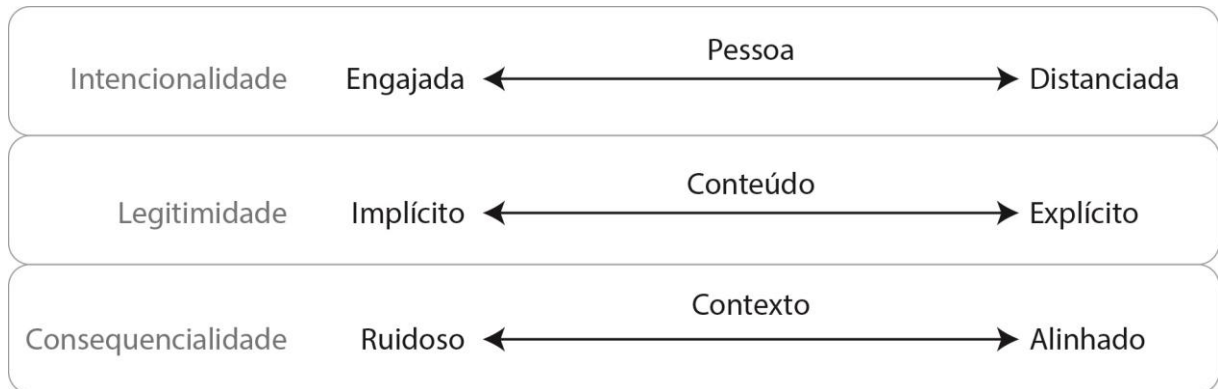 Pessoa
Intencionalidade Engajada Distanciada
Conteúdo
Legitimidade Implícito Explícito
Contexto
Consequencialidade Ruidoso Alinhado